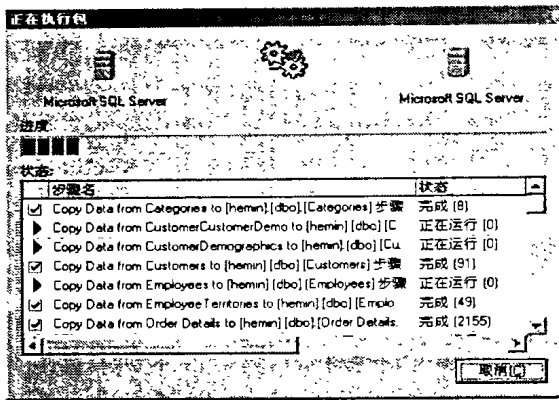 正在执行包
Microsoft SQL Server
Microsoft SQL Server
进度:
状态:
步骤名 状态
Copy Data from Categories to [hemin].[dbo].[Categories] 步骤 完成 (8)
Copy Data from CustomerCustomerDemo to [hemin].[dbo].[C 正在运行 (0)
Copy Data from CustomerDemographics to [hemin].[dbo].[Cu. 正在运行 (0)
Copy Data from Customers to [hemin].[dbo].[Customers] 步骤 完成 (91)
Copy Data from Employees to [hemin].[dbo].[Employees] 步骤 正在运行 (0)
Copy Data from EmployeeTerritories to [hemin].[dbo].[Emplo 完成 (49)
Copy Data from Order Details to [hemin].[dbo].[Order Details. 完成 (2155)
取消(C)